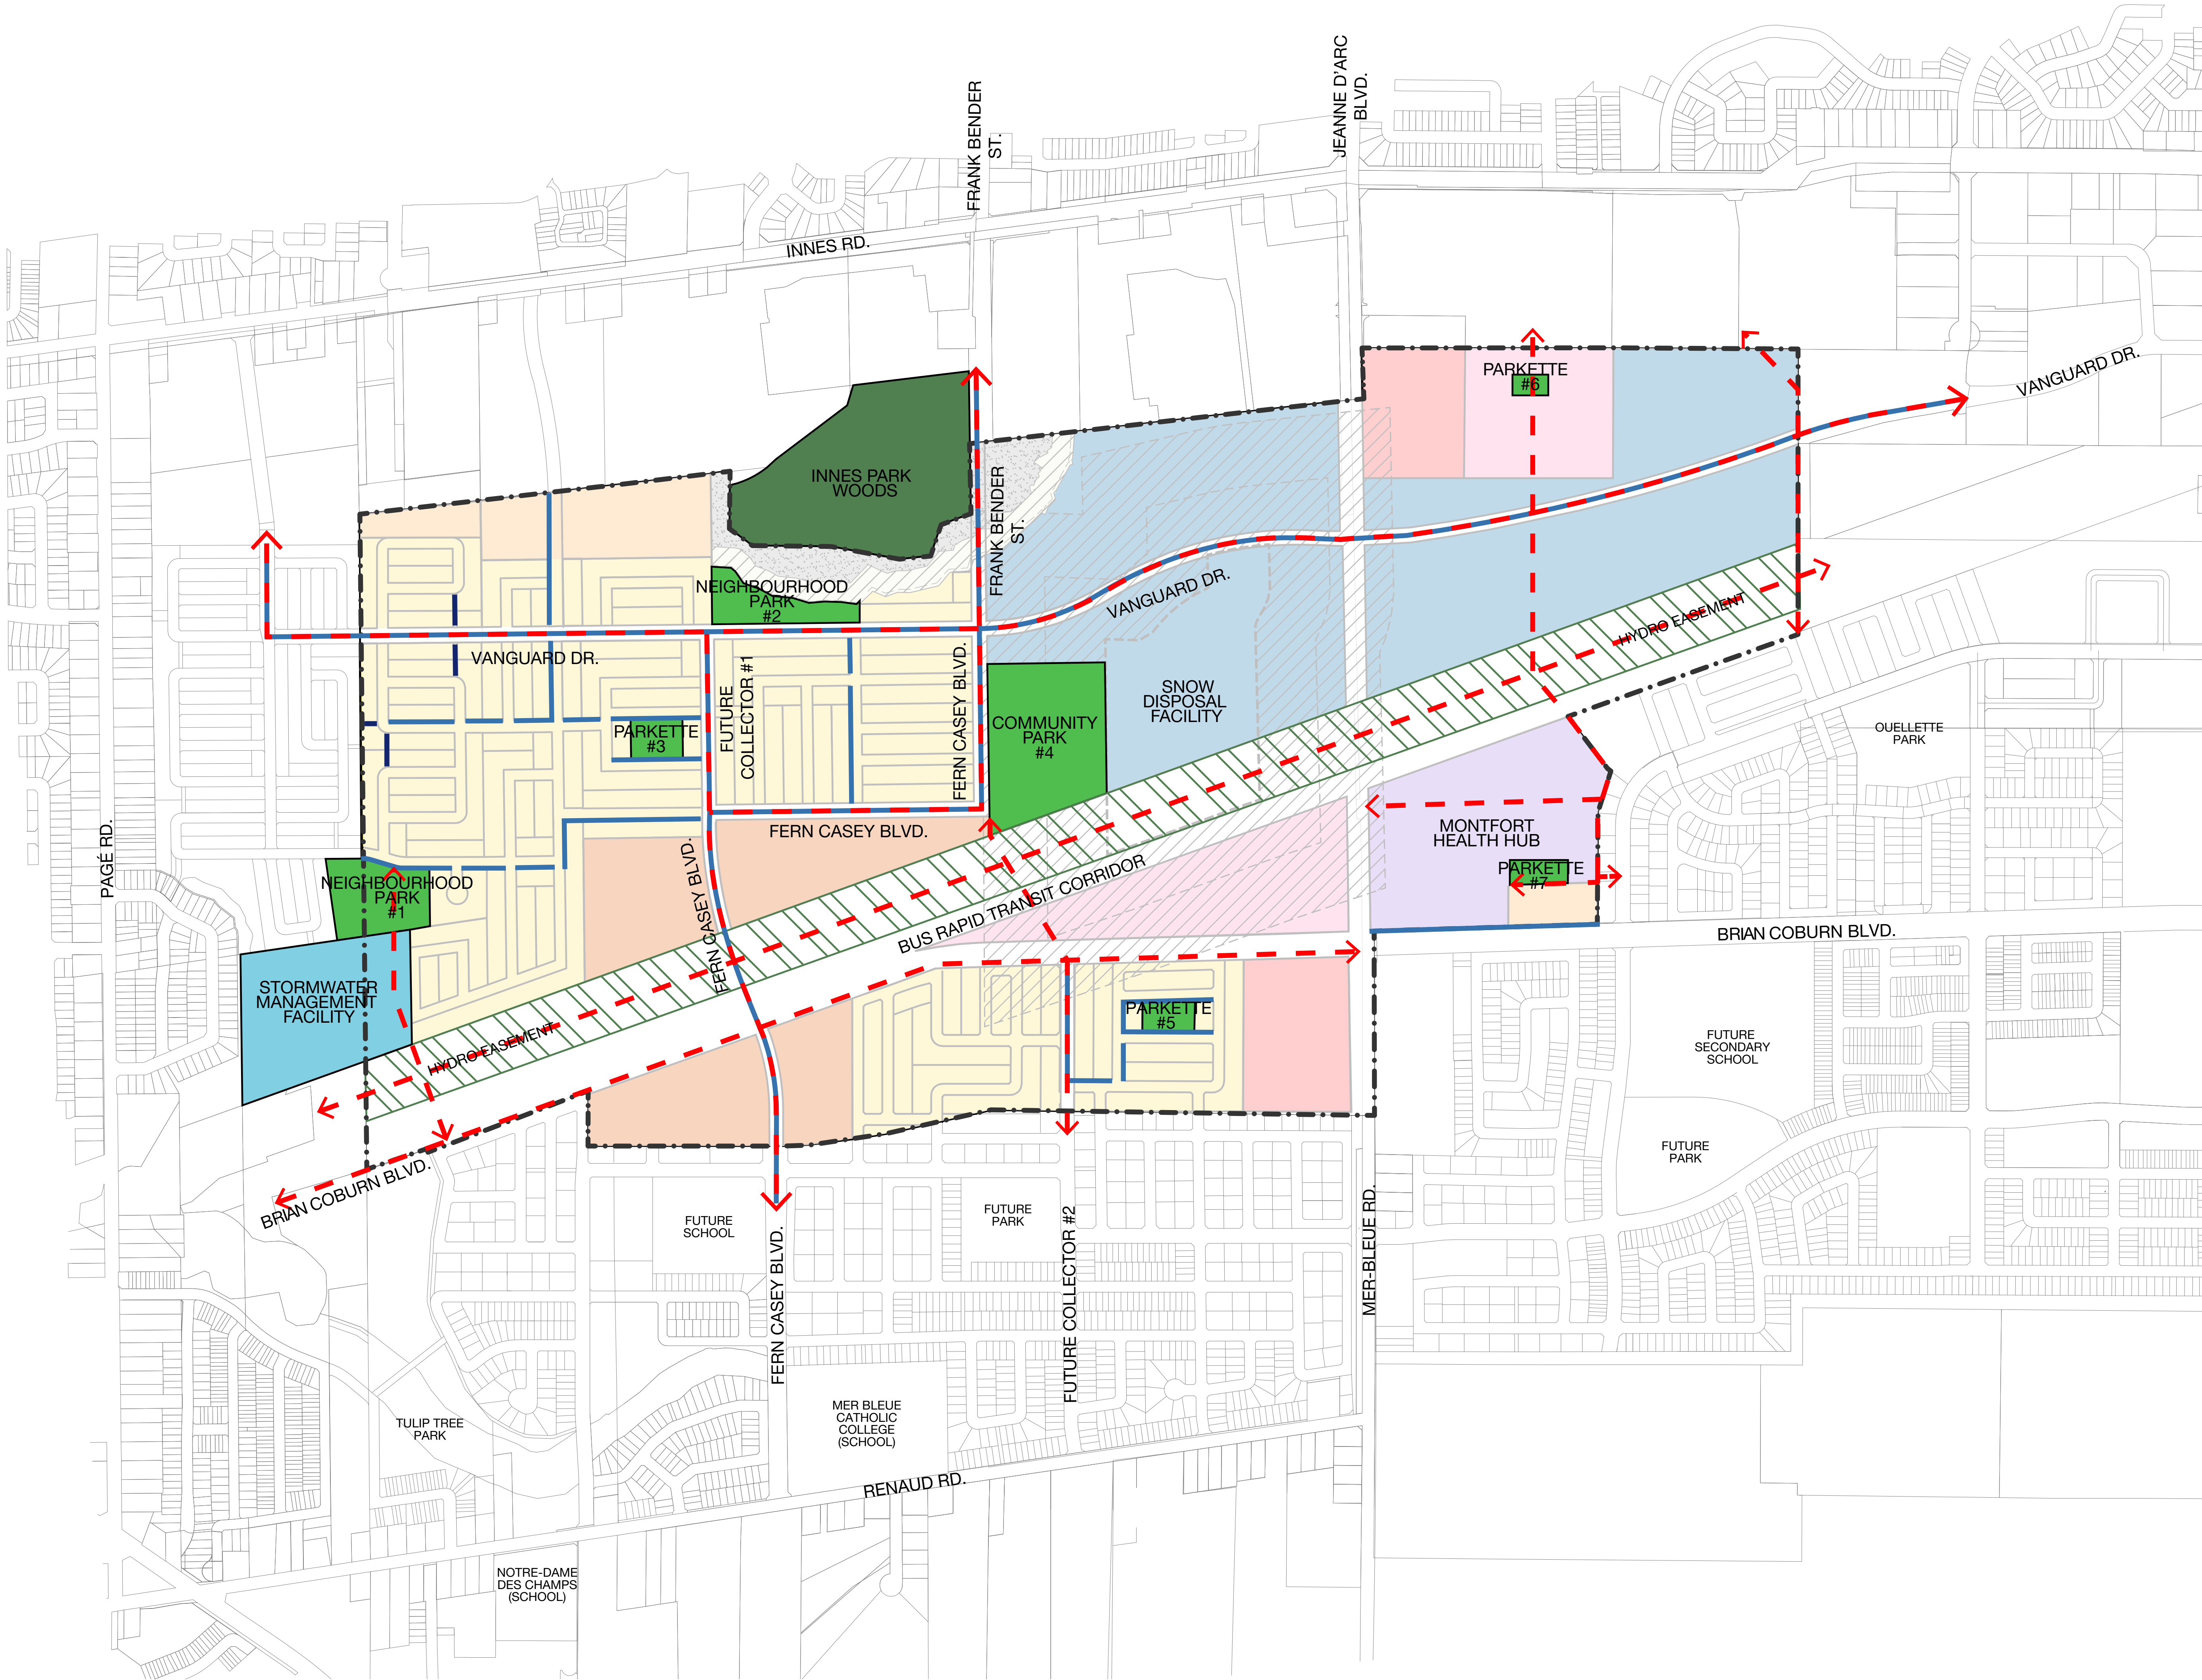 FRANK BENDER
ST.
JEANNE D'ARC
BLVD.
INNES RD.
VANGUARD DR.
PARKETTE
#6
INNES PARK
WOODS
FRANK BENDER
ST.
NEIGHBOURHOOD
PARK
#2
VANGUARD DR.
VANGUARD DR.
HYDRO EASEMENT
FUTURE
COLLECTOR #1
FERN CASEY BLVD.
PARKETTE
#3
COMMUNITY
PARK
#4
SNOW
DISPOSAL
FACILITY
OUELLETTE
PARK
PAGÉ RD.
FERN CASEY BLVD.
MONTFORT
HEALTH HUB
PARKETTE
#7
NEIGHBOURHOOD
PARK
#1
FERN CASEY BLVD.
BUS RAPID TRANSIT CORRIDOR
BRIAN COBURN BLVD.
STORMWATER
MANAGEMENT
FACILITY
HYDRO EASEMENT
PARKETTE
#5
FUTURE
SECONDARY
SCHOOL
FUTURE
PARK
BRIAN COBURN BLVD.
FUTURE
SCHOOL
FUTURE
PARK
FERN CASEY BLVD.
FUTURE COLLECTOR #2
MER-BLEUE RD.
TULIP TREE
PARK
MER BLEUE
CATHOLIC
COLLEGE
(SCHOOL)
RENAUD RD.
NOTRE-DAME
DES CHAMPS
(SCHOOL)